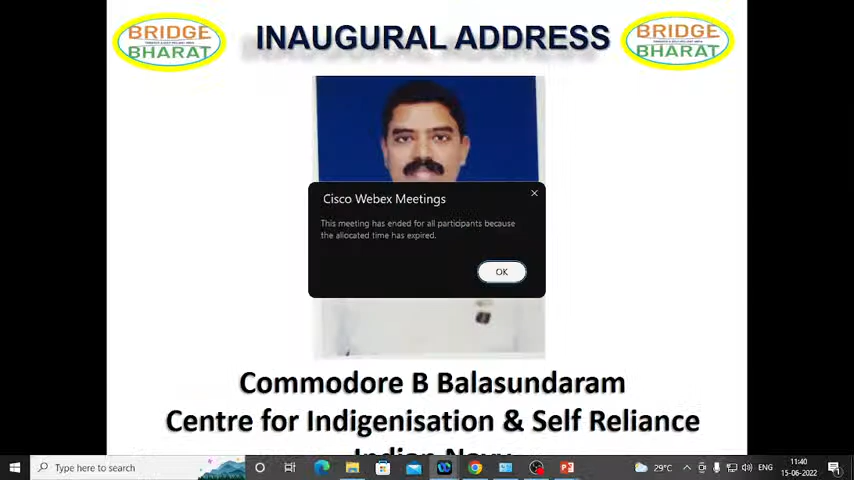 BRIDGE
BHARAT
INAUGURAL ADDRESS
BRIDGE
BHARAT
Cisco Webex Meetings
This meeting has ended for all participants because
the allocated time has expired.
OK
Commodore B Balasundaram
Centre for Indigenisation & Self Reliance
Indian Navy
Type here to search
29°C
ENG
11:40
15-06-2022